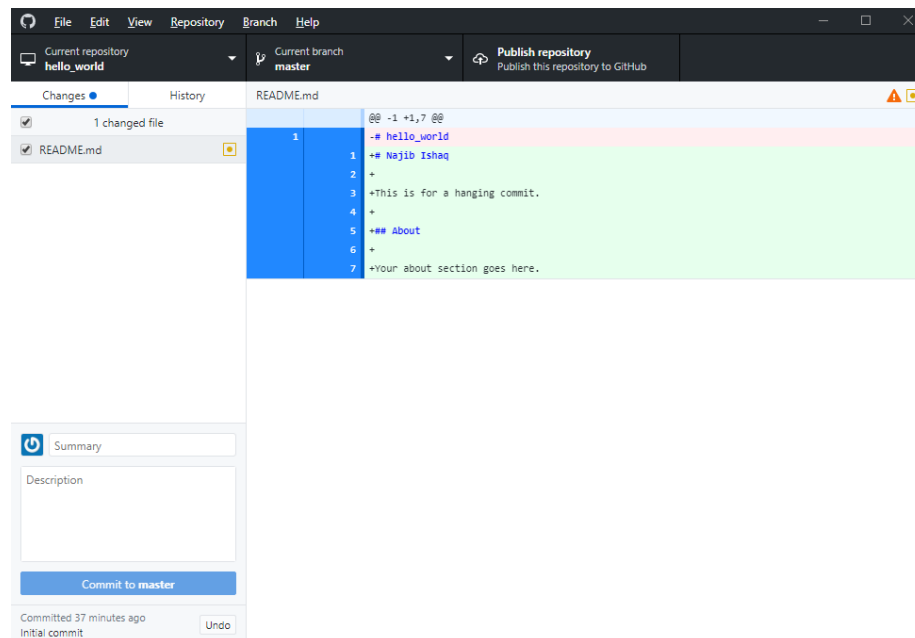 File Edit View Repository Branch Help
Current repository
hello_world
Current branch
master
Publish repository
Publish this repository to GitHub
Changes History
README.md
1 changed file
README.md
@@ -1 +1,7 @@
1 -# hello_world
1 +# Najib Ishaq
2 +
3 +This is for a hanging commit.
4 +
5 +## About
6 +
7 +Your about section goes here.
Summary
Description
Commit to master
Committed 37 minutes ago
Initial commit
Undo